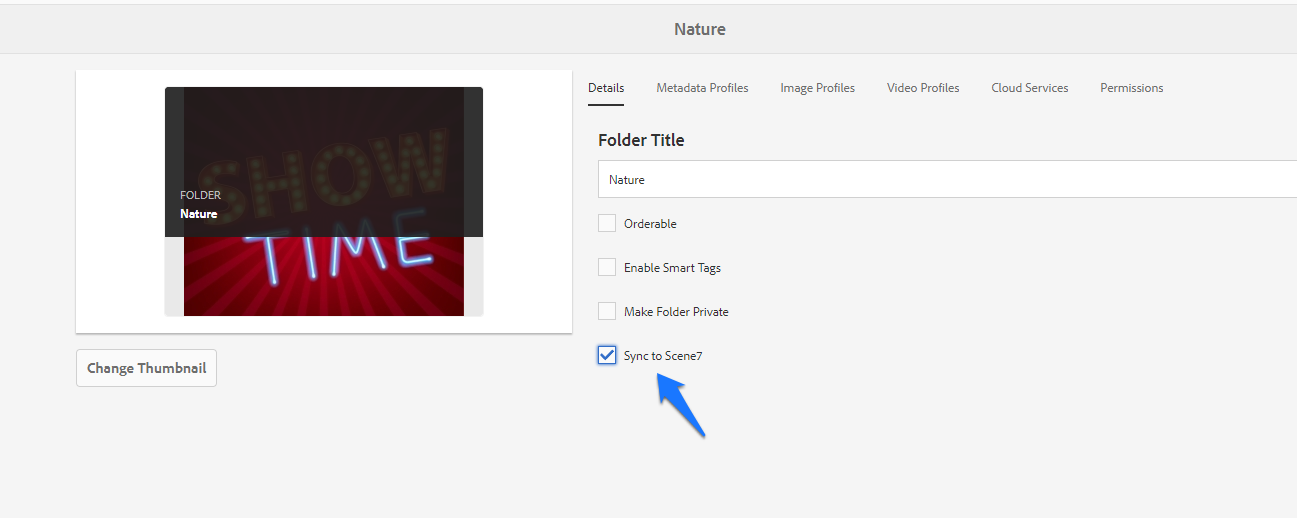 Nature
Details Metadata Profiles Image Profiles Video Profiles Cloud Services Permissions
SHOW
FOLDER
Nature
TIME
Change Thumbnail
Folder Title
Nature
Orderable
Enable Smart Tags
Make Folder Private
Sync to Scene7